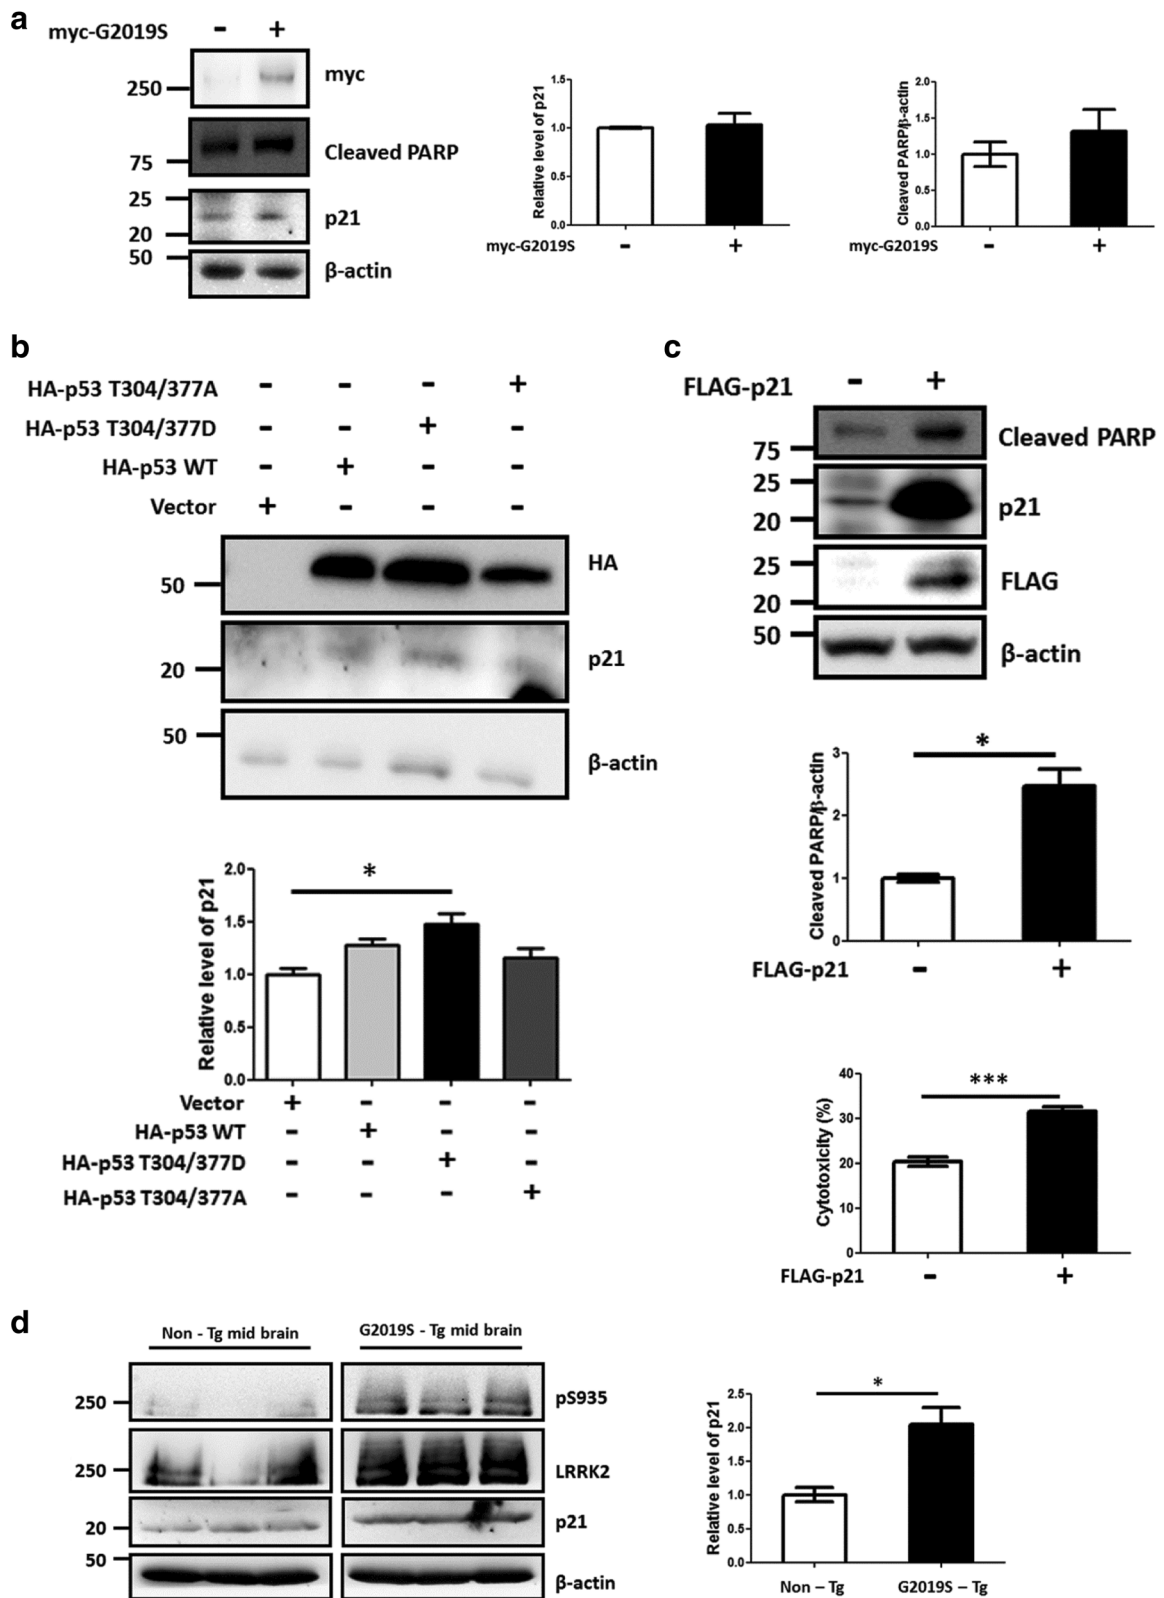 a
myc-G2019S - +
250 myc
75 Cleaved PARP
25
20 p21
50 β-actin
Relative level of p21
1.5
1.0
0.5
0.0
myc-G2019S - +
Cleaved PARP/β-actin
2.0
1.5
1.0
0.5
0.0
myc-G2019S - +
b
HA-p53 T304/377A - - - +
HA-p53 T304/377D - - + -
HA-p53 WT - + - -
Vector + - - -
50 HA
20 p21
50 β-actin
Relative level of p21
2.0
1.5
1.0
0.5
0.0
*
Vector + - - -
HA-p53 WT - + - -
HA-p53 T304/377D - - + -
HA-p53 T304/377A - - - +
c
FLAG-p21 - +
75 Cleaved PARP
25
20 p21
25
20 FLAG
50 β-actin
Cleaved PARP/β-actin
3
2
1
0
*
FLAG-p21 - +
Cytotoxicity (%)
40
30
20
10
0
***
FLAG-p21 - +
d
Non - Tg mid brain G2019S - Tg mid brain
250 pS935
250 LRRK2
20 p21
50 β-actin
Relative level of p21
2.5
2.0
1.5
1.0
0.5
0.0
*
Non – Tg G2019S – Tg